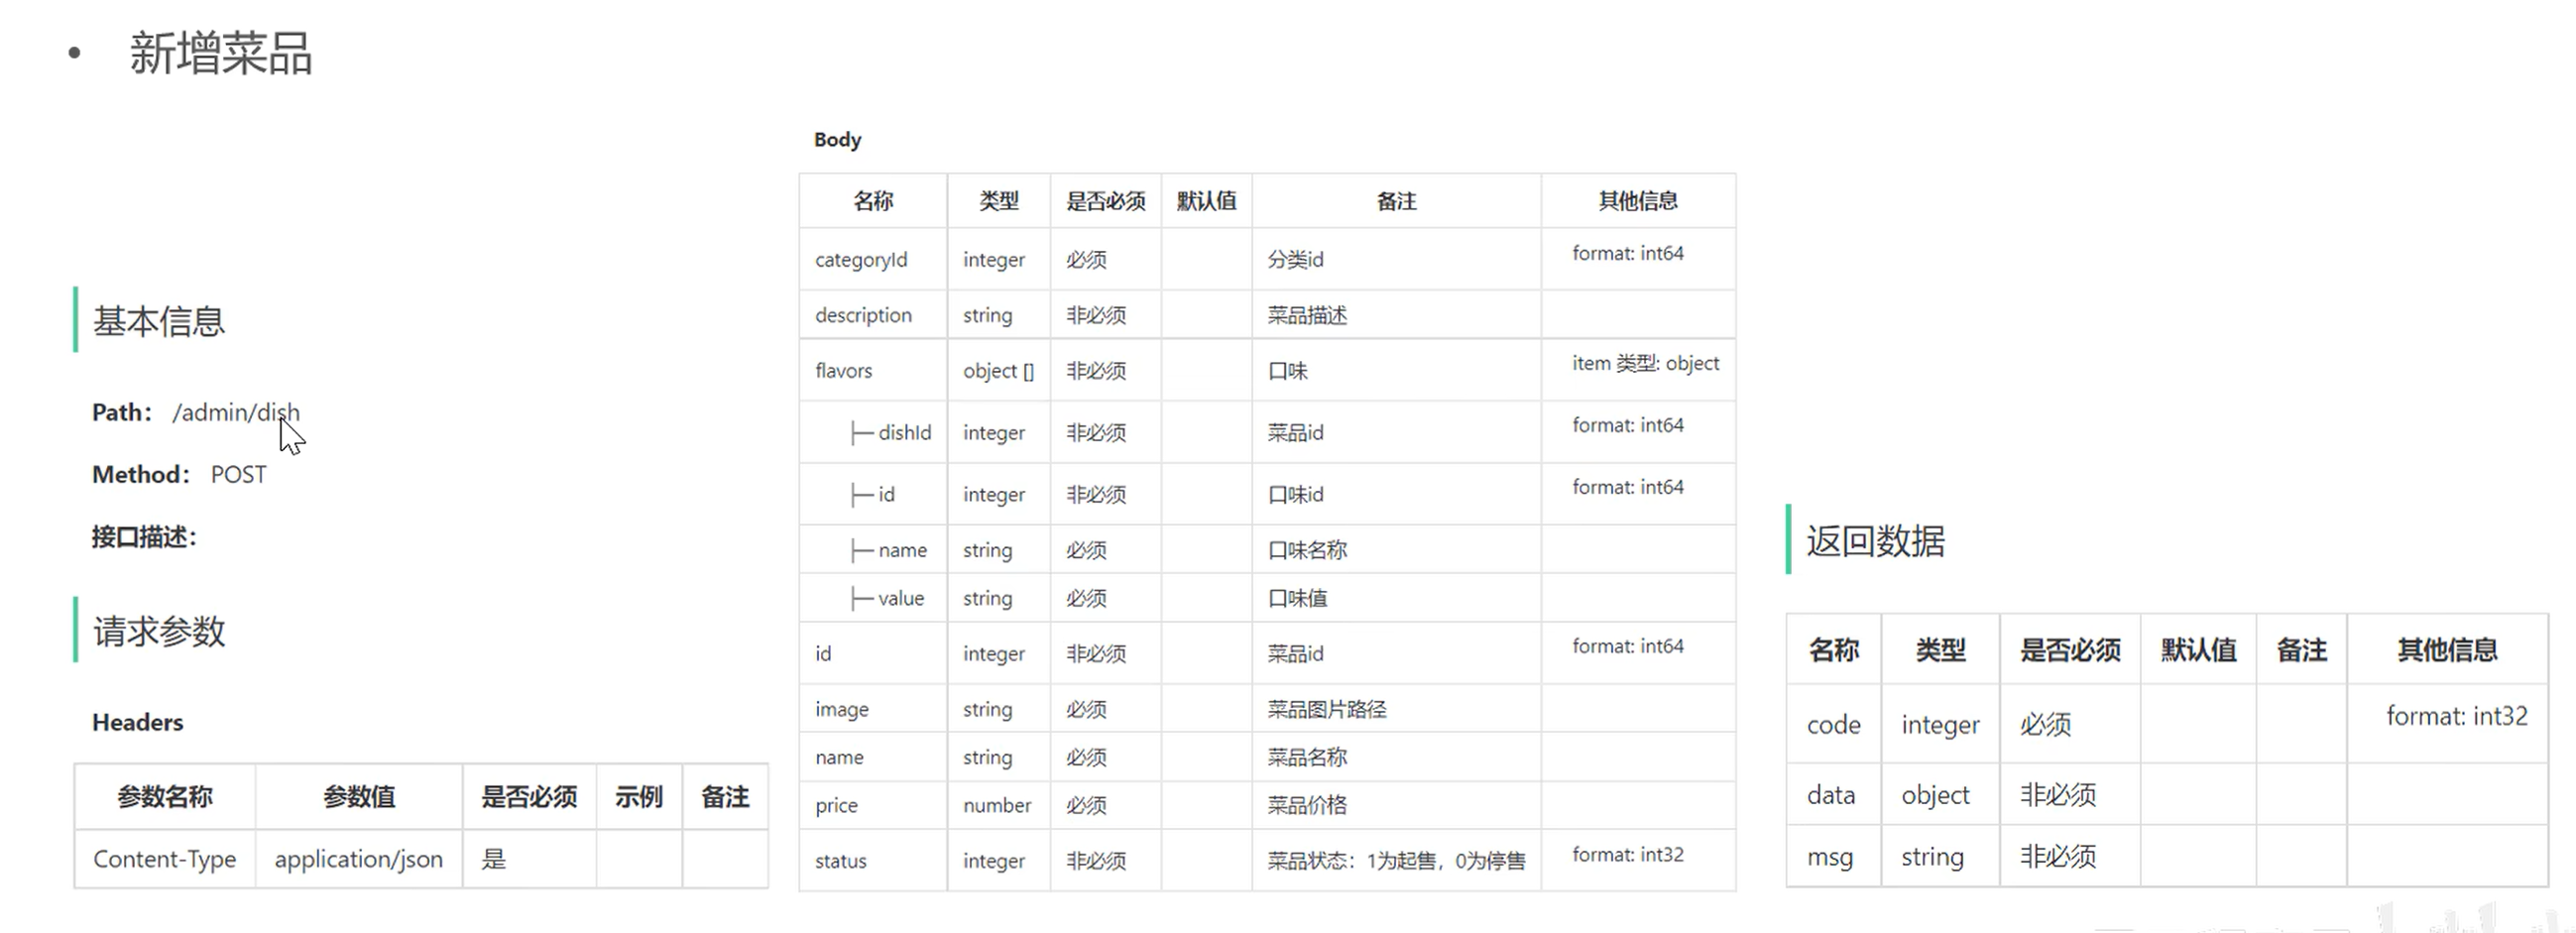 • 新增菜品
基本信息
Path： /admin/dish
Method： POST
接口描述：
请求参数
Headers
参数名称 参数值 是否必须 示例 备注
Content-Type application/json 是
Body
名称 类型 是否必须 默认值 备注 其他信息
categoryId integer 必须 分类id format: int64
description string 非必须 菜品描述
flavors object [] 非必须 口味 item 类型: object
├─ dishId integer 非必须 菜品id format: int64
├─ id integer 非必须 口味id format: int64
├─ name string 必须 口味名称
├─ value string 必须 口味值
id integer 非必须 菜品id format: int64
image string 必须 菜品图片路径
name string 必须 菜品名称
price number 必须 菜品价格
status integer 非必须 菜品状态：1为起售，0为停售 format: int32
返回数据
名称 类型 是否必须 默认值 备注 其他信息
code integer 必须 format: int32
data object 非必须
msg string 非必须